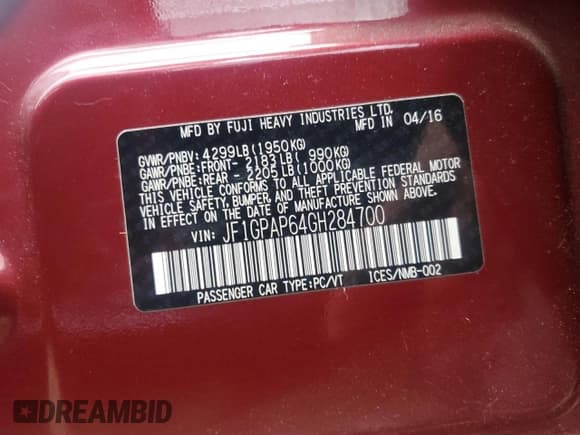 MFD BY FUJI HEAVY INDUSTRIES LTD.
MFD IN 04/16
GVWR/PNBV: 4299LB(1950KG)
GAWR/PNBE:FRONT- 2183LB( 990KG)
GAWR/PNBE:REAR - 2205LB(1000KG)
THIS VEHICLE CONFORMS TO ALL APPLICABLE FEDERAL MOTOR
VEHICLE SAFETY, BUMPER, AND THEFT PREVENTION STANDARDS
IN EFFECT ON THE DATE OF MANUFACTURE SHOWN ABOVE.
VIN: JF1GPAP64GH284700
PASSENGER CAR TYPE:PC/VT ICES/NMB-002
DREAMBID